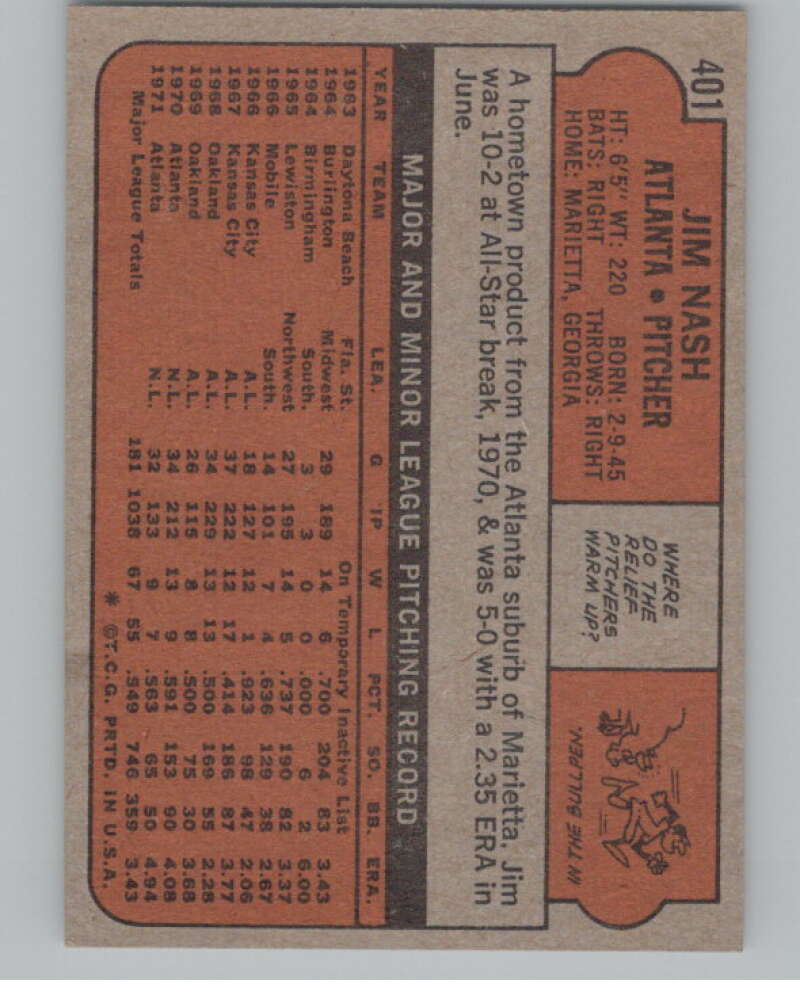 401
JIM NASH
ATLANTA • PITCHER
HT: 6'5" WT: 220 BORN: 2-9-45
BATS: RIGHT THROWS: RIGHT
HOME: MARIETTA, GEORGIA
WHERE
DO THE
RELIEF
PITCHERS
WARM UP?
IN THE BULLPEN.
A hometown product from the Atlanta suburb of Marietta, Jim
was 10-2 at All-Star break, 1970, & was 5-0 with a 2.35 ERA in
June.
MAJOR AND MINOR LEAGUE PITCHING RECORD
YEAR TEAM LEA. G IP W L PCT. SO. BB. ERA.
1963 Daytona Beach Fla. St. On Temporary Inactive List
1964 Burlington Midwest 29 189 14 6 .700 204 83 3.43
1964 Birmingham South. 3 3 0 0 .000 6 2 6.00
1965 Lewiston Northwest 27 195 14 5 .737 190 82 3.37
1966 Mobile South. 14 101 7 4 .636 129 38 2.67
1966 Kansas City A.L. 18 127 12 1 .923 98 47 2.06
1967 Kansas City A.L. 37 222 12 17 .414 186 87 3.77
1968 Oakland A.L. 34 229 13 13 .500 169 55 2.28
1969 Oakland A.L. 26 115 8 8 .500 75 30 3.68
1970 Atlanta N.L. 34 212 13 9 .591 153 90 4.08
1971 Atlanta N.L. 32 133 9 7 .563 65 50 4.94
Major League Totals 181 1038 67 55 .549 746 359 3.43
* ©T.C.G. PRTD. IN U.S.A.